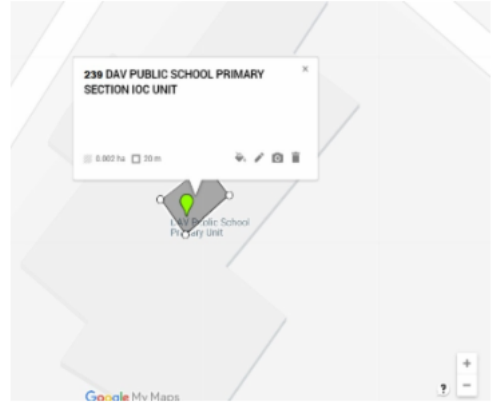 239 DAV PUBLIC SCHOOL PRIMARY
SECTION IOC UNIT
×
0.002 ha 20 m
DAV Public School
Primary Unit
+
?
−
Google My Maps